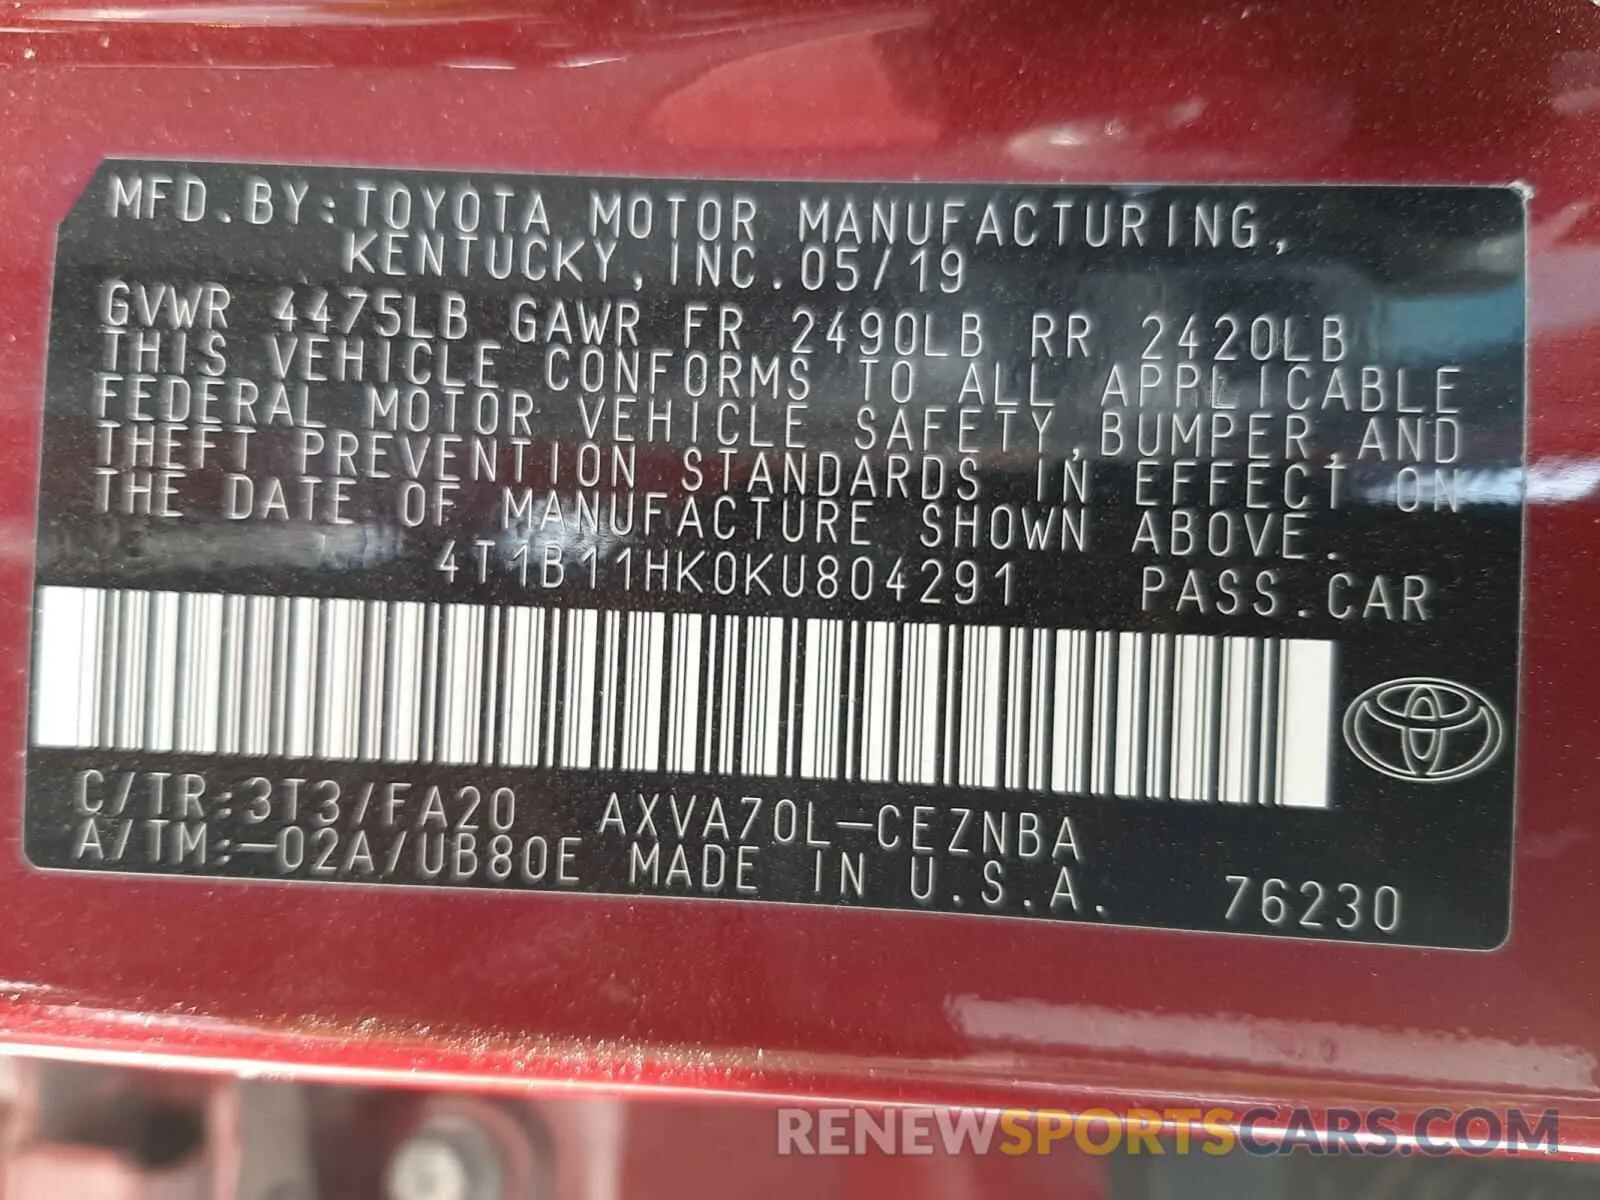 MFD.BY:TOYOTA MOTOR MANUFACTURING,
KENTUCKY, INC.05/19
GVWR 4475LB GAWR FR 2490LB RR 2420LB
THIS VEHICLE CONFORMS TO ALL APPLICABLE
FEDERAL MOTOR VEHICLE SAFETY,BUMPER,AND
THEFT PREVENTION STANDARDS IN EFFECT ON
THE DATE OF MANUFACTURE SHOWN ABOVE.
4T1B11HK0KU804291 PASS.CAR
C/TR:3T3/FA20 AXVA70L-CEZNBA
A/TM:-02A/UB80E MADE IN U.S.A. 76230
RENEWSPORTSCARS.COM